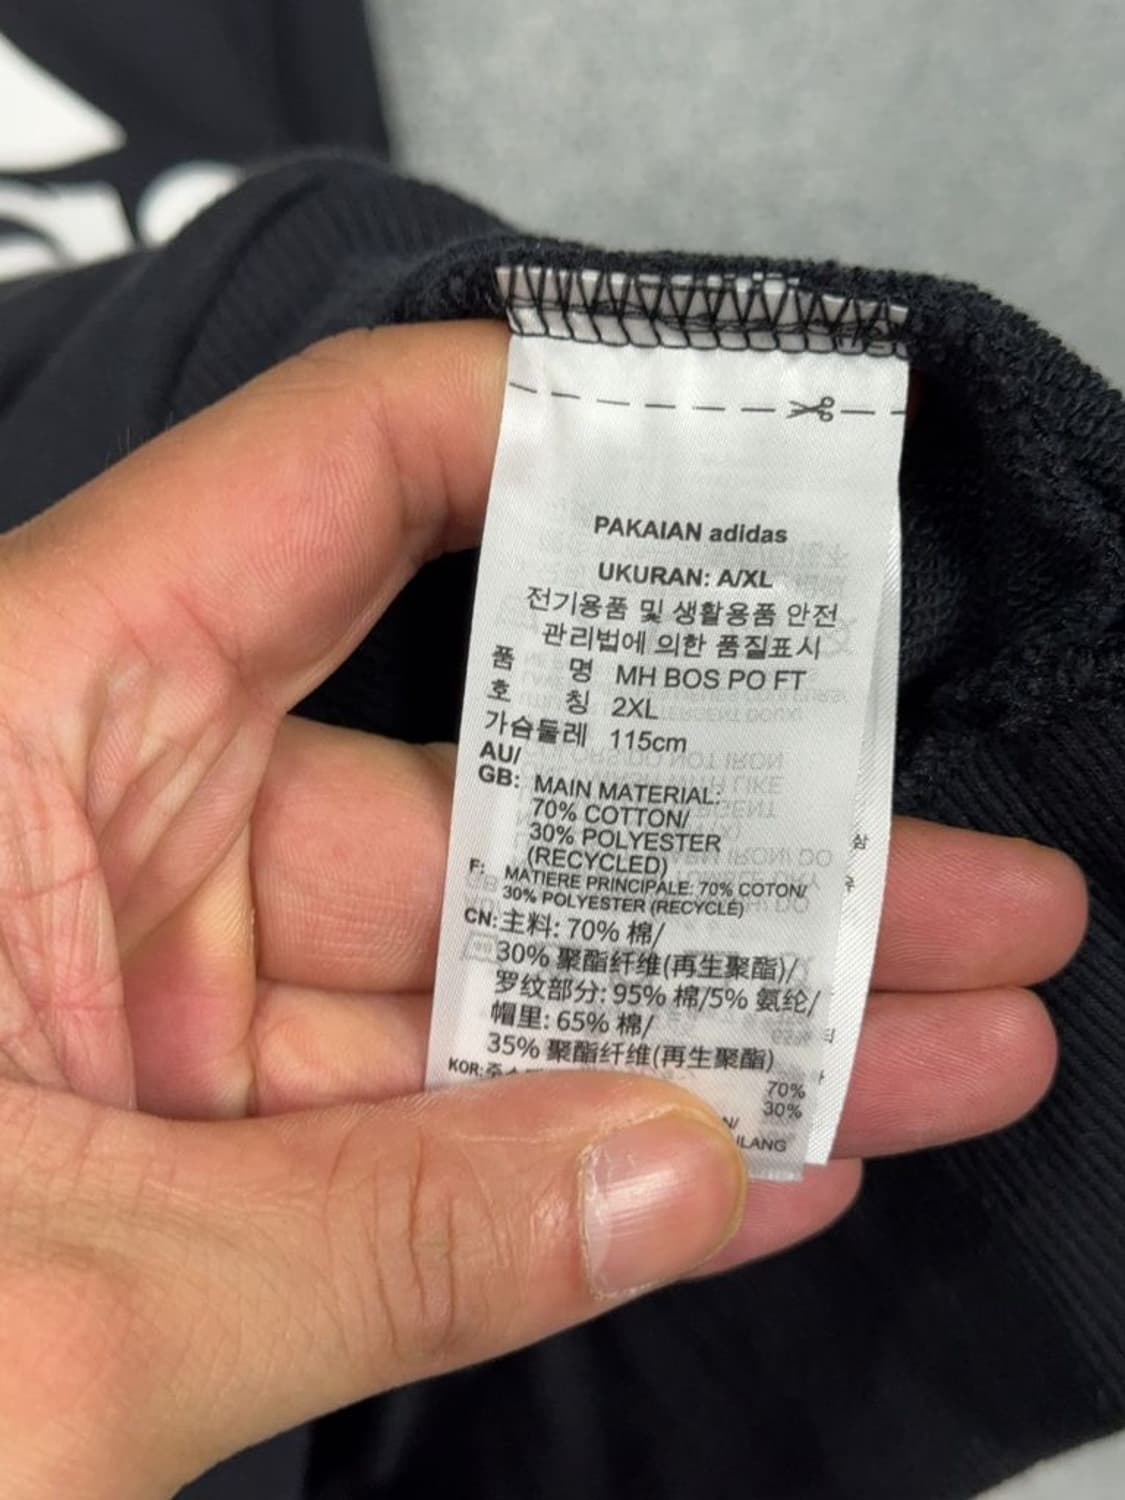 PAKAIAN adidas
UKURAN: A/XL
전기용품 및 생활용품 안전
관리법에 의한 품질표시
품 명 MH BOS PO FT
호 칭 2XL
가슴둘레 115cm
AU/
GB: MAIN MATERIAL:
70% COTTON/
30% POLYESTER
(RECYCLED)
F: MATIERE PRINCIPALE: 70% COTON/
30% POLYESTER (RECYCLÉ)
CN: 主料: 70% 棉/
30% 聚酯纤维(再生聚酯)/
罗纹部分: 95% 棉/5% 氨纶/
帽里: 65% 棉/
35% 聚酯纤维(再生聚酯)
KOR:
70%
30%